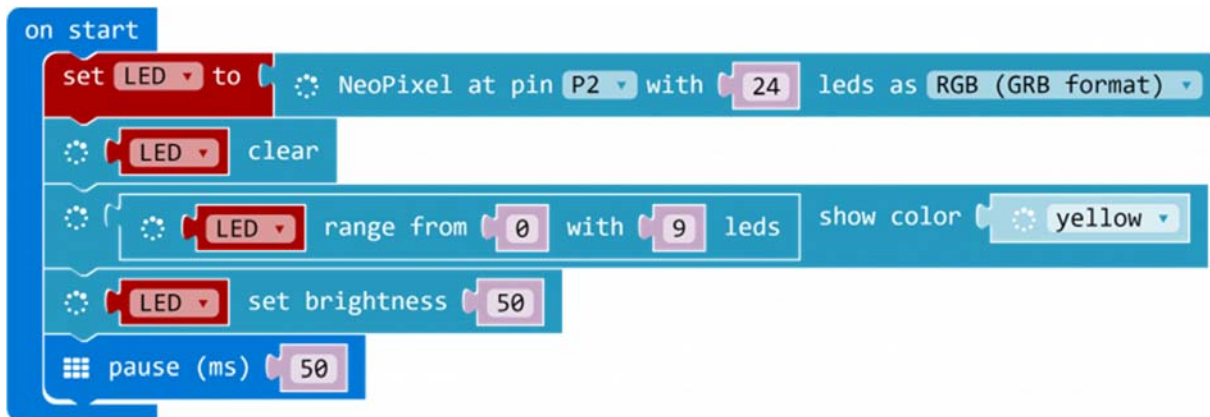 on start
set LED to NeoPixel at pin P2 with 24 leds as RGB (GRB format)
LED clear
LED range from 0 with 9 leds show color yellow
LED set brightness 50
pause (ms) 50